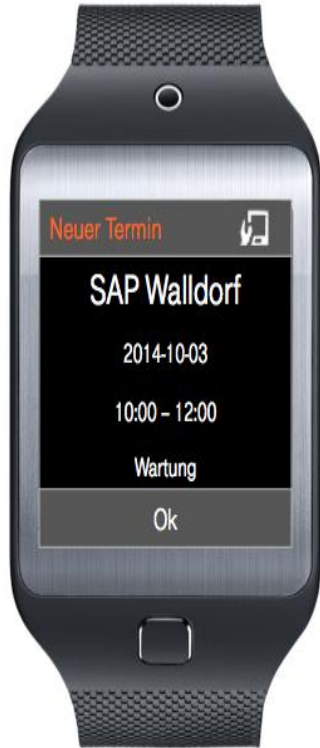 Neuer Termin
SAP Walldorf
2014-10-03
10:00 – 12:00
Wartung
Ok